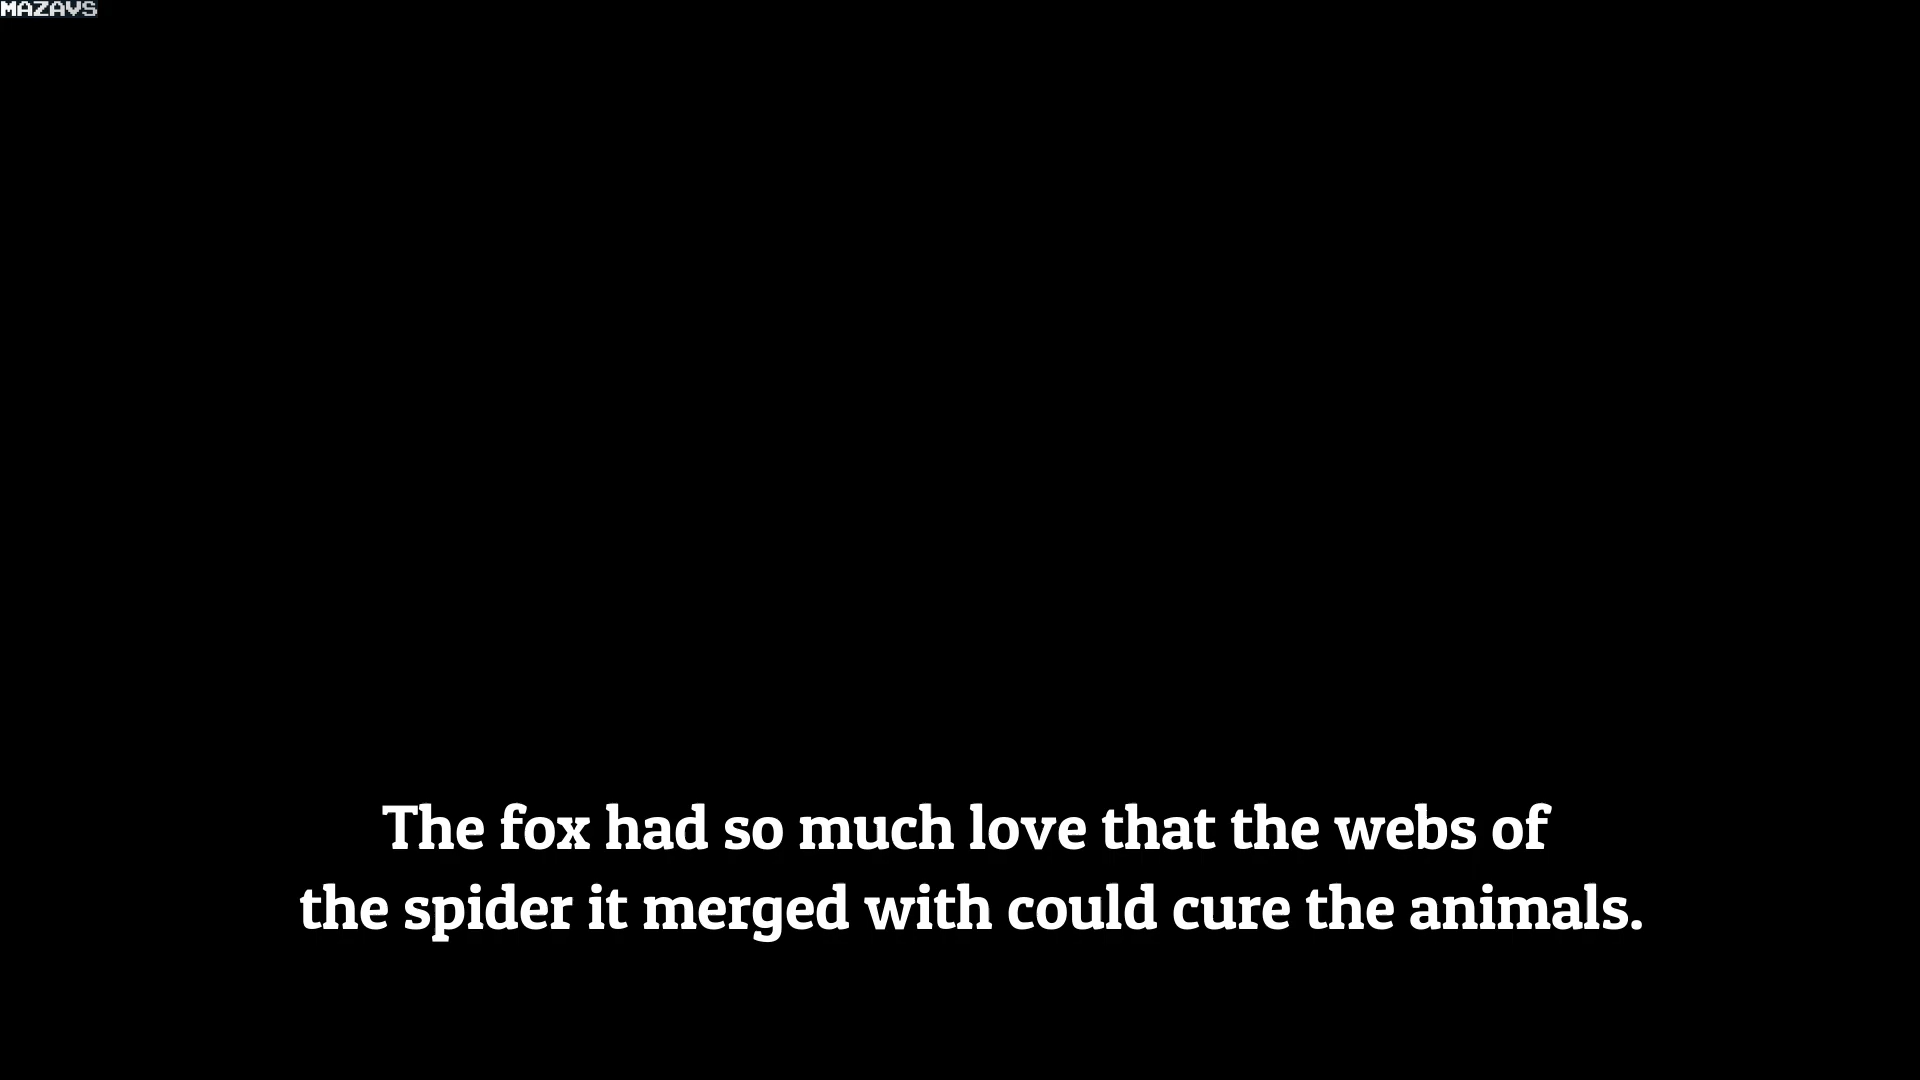 MAZAVS
The fox had so much love that the webs of
the spider it merged with could cure the animals.